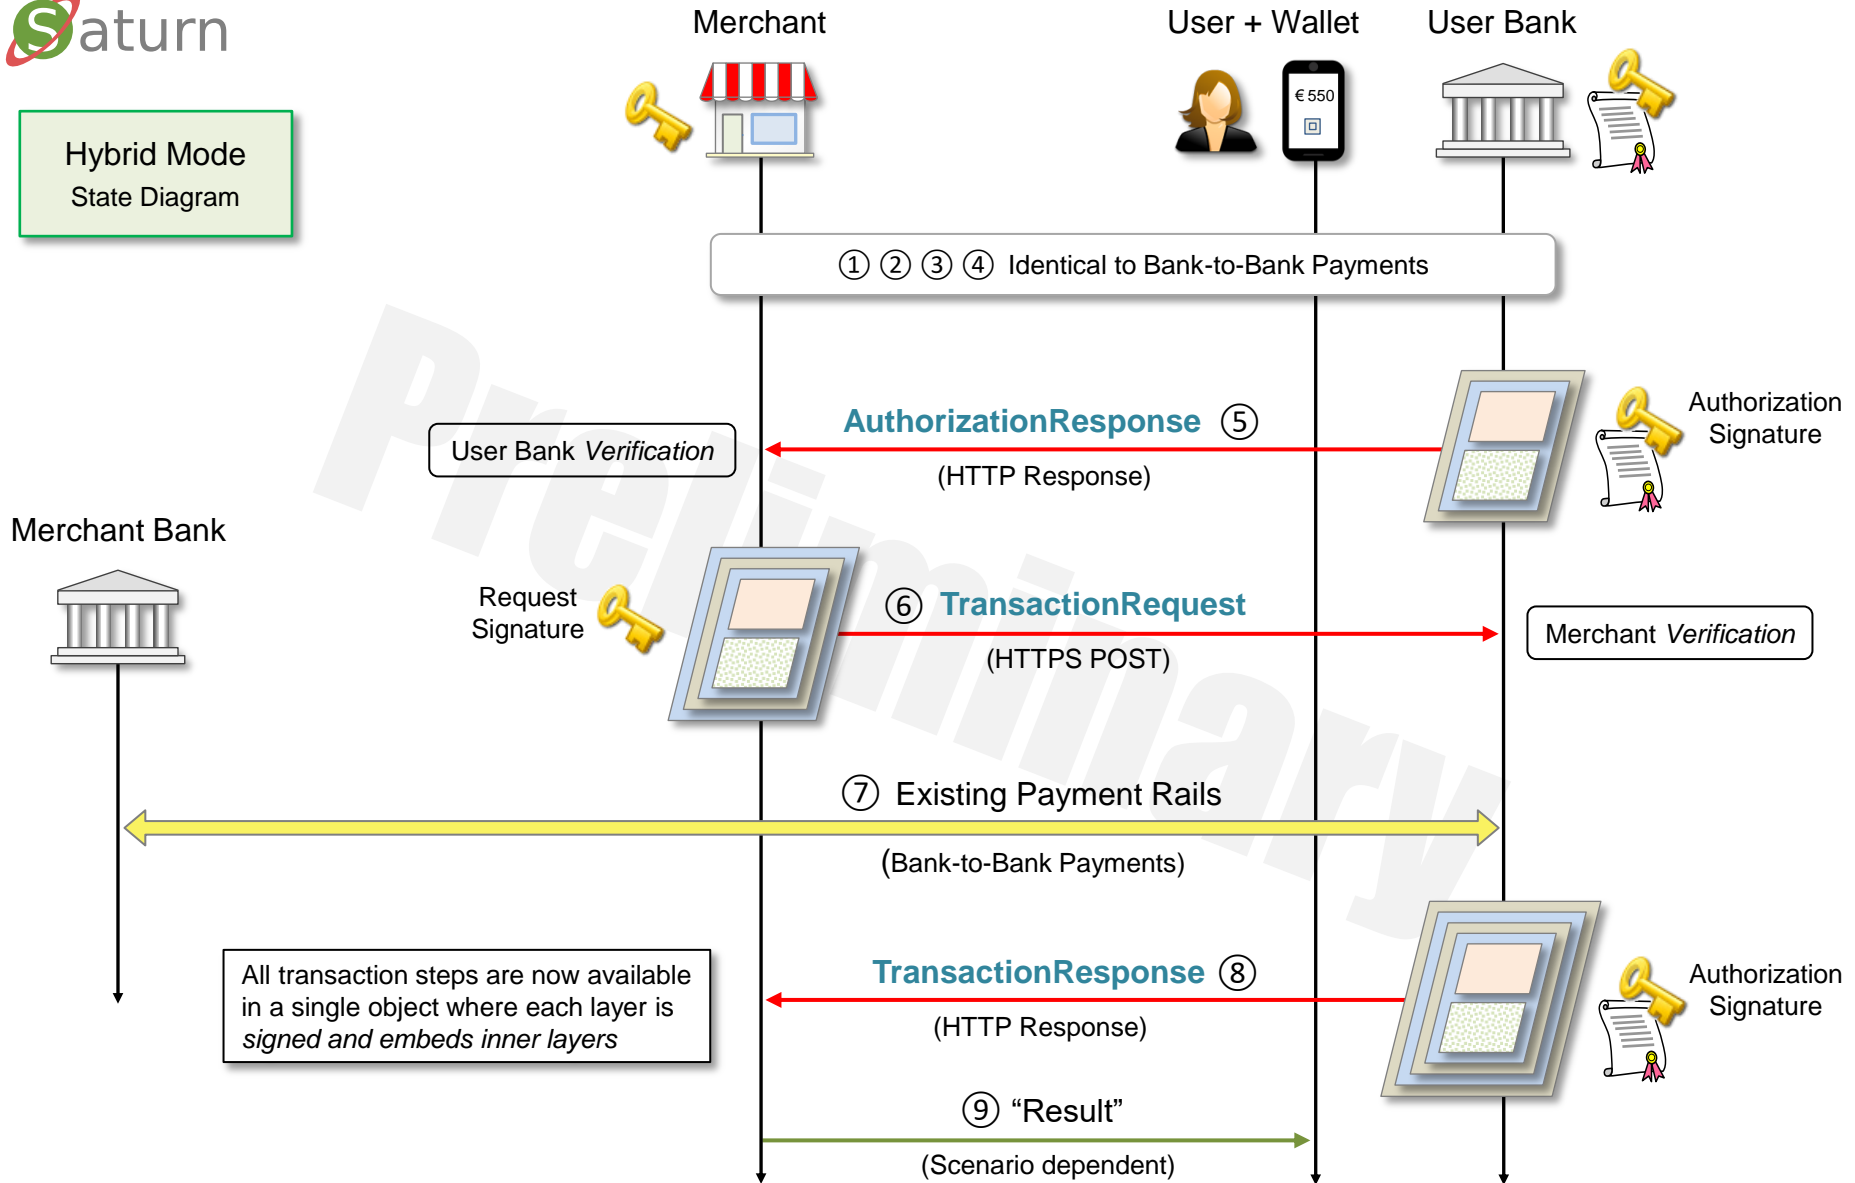 Saturn
Merchant
User + Wallet
User Bank
€ 550
Hybrid Mode
State Diagram
① ② ③ ④ Identical to Bank-to-Bank Payments
Preliminary
AuthorizationResponse ⑤
(HTTP Response)
User Bank Verification
Authorization
Signature
Merchant Bank
Request
Signature
⑥ TransactionRequest
(HTTPS POST)
Merchant Verification
⑦ Existing Payment Rails
(Bank-to-Bank Payments)
All transaction steps are now available
in a single object where each layer is
signed and embeds inner layers
TransactionResponse ⑧
(HTTP Response)
Authorization
Signature
⑨ “Result”
(Scenario dependent)